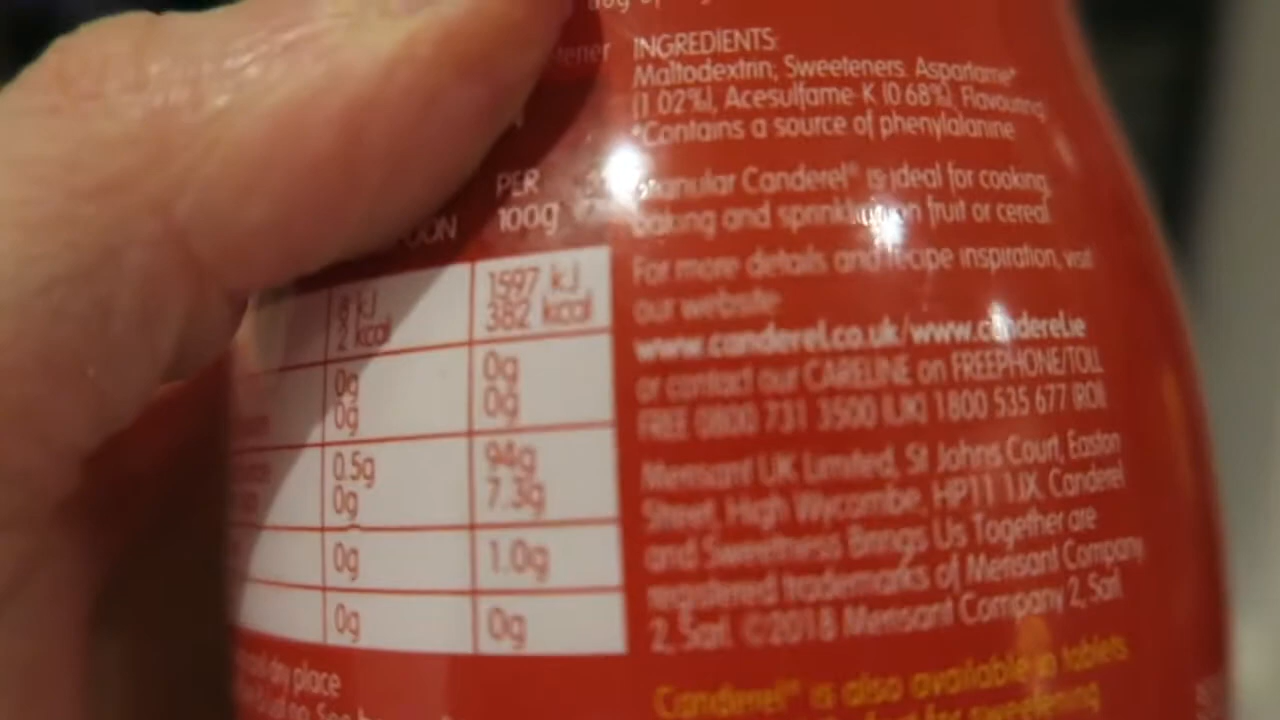 INGREDIENTS:
Maltodextrin, Sweeteners: Aspartame*
(1.02%), Acesulfame-K (0.68%), Flavouring
*Contains a source of phenylalanine
Granular Canderel® is ideal for cooking,
baking and sprinkling on fruit or cereal.
For more details and recipe inspiration, visit
our website
www.canderel.co.uk/www.canderel.ie
or contact our CARELINE on FREEPHONE/TOLL
FREE 0800 731 3500 (UK) 1800 535 677 (ROI)
Merisant UK Limited, St Johns Court, Easton
Street, High Wycombe, HP11 1JX. Canderel
and Sweetness Brings Us Together are
registered trademarks of Merisant Company
2, Sarl. ©2018 Merisant Company 2, Sarl
Canderel® is also available in tablets
for sweetening
PER
100g
kJ 1597 kJ
2 kcal 382 kcal
0g 0g
0g 0g
0.5g 94g
0g 7.3g
0g 1.0g
0g 0g
dry place